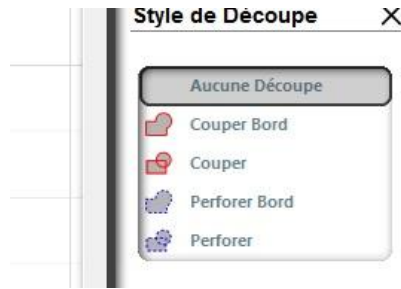 Style de Découpe
Aucune Découpe
Couper Bord
Couper
Perforer Bord
Perforer